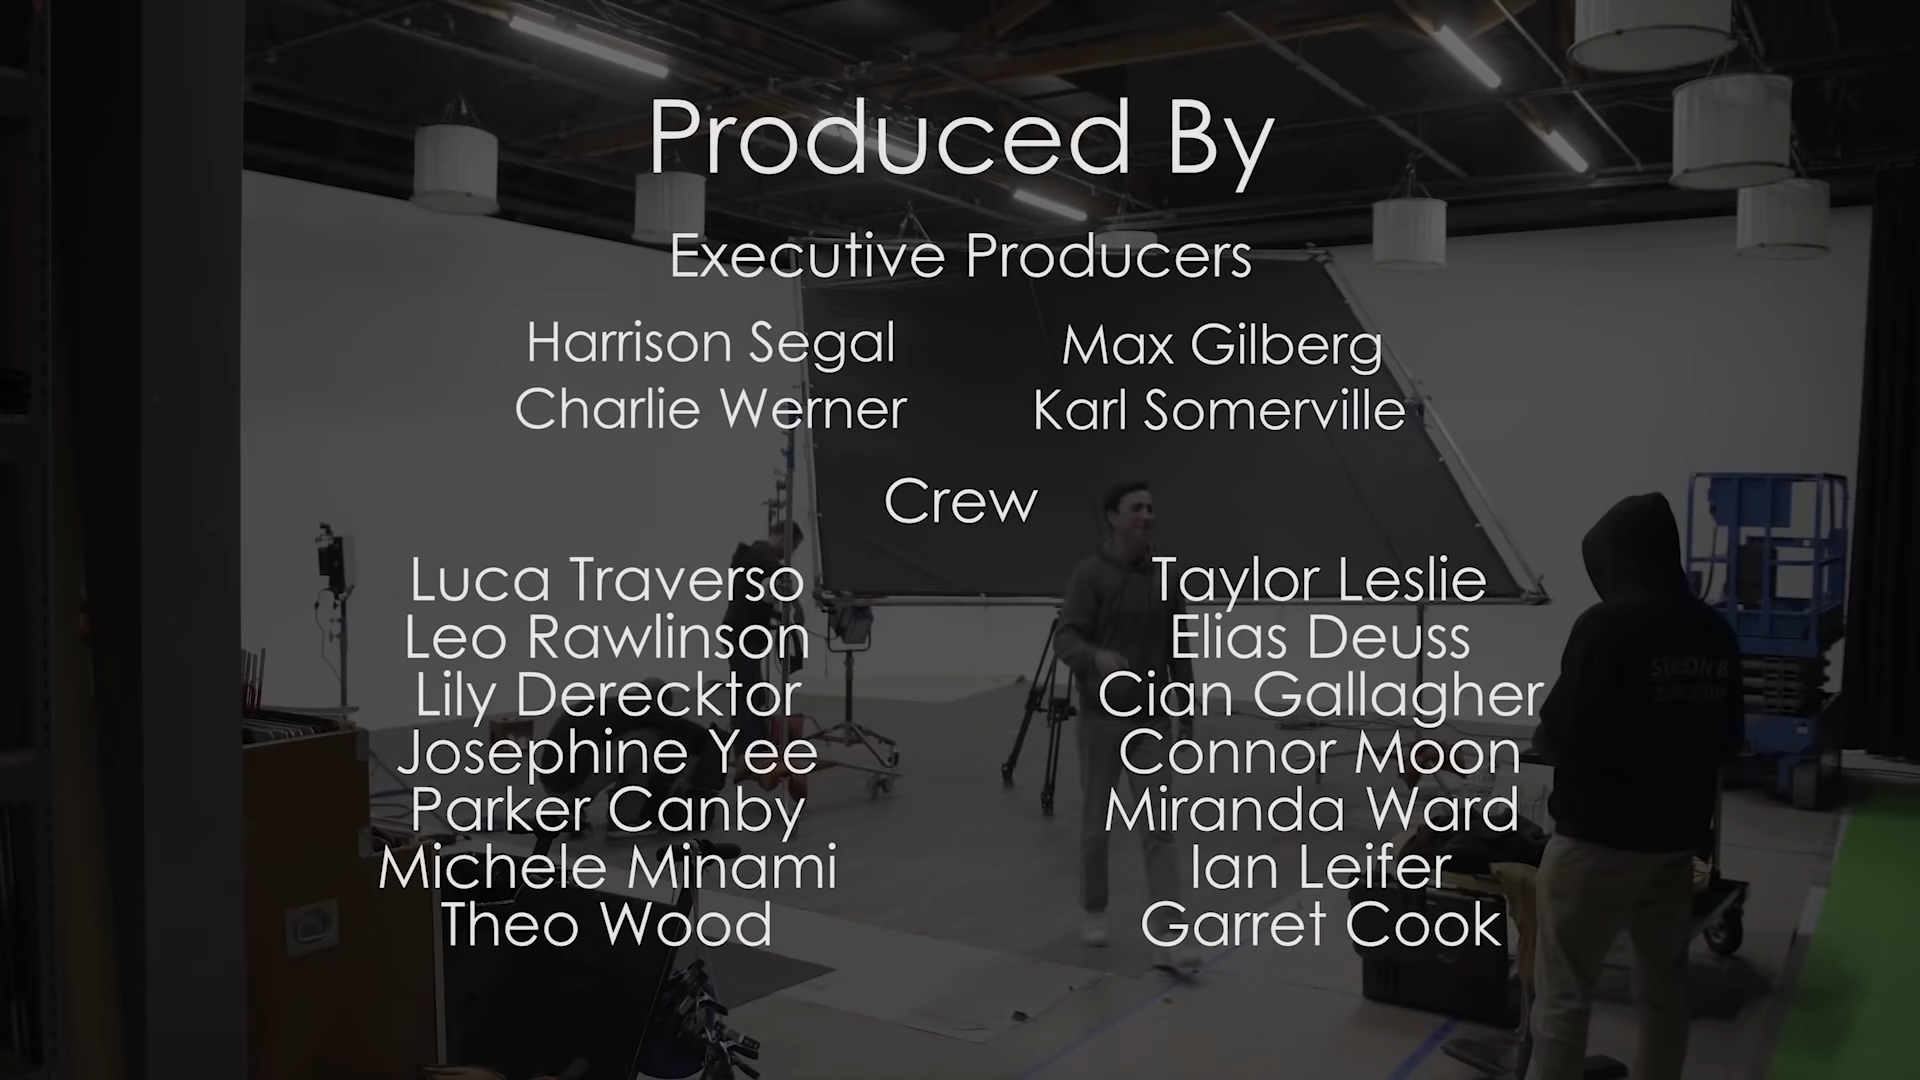 Produced By
Executive Producers
Harrison Segal
Max Gilberg
Charlie Werner
Karl Somerville
Crew
Luca Traverso
Taylor Leslie
Leo Rawlinson
Elias Deuss
Lily Derecktor
Cian Gallagher
Josephine Yee
Connor Moon
Parker Canby
Miranda Ward
Michele Minami
Ian Leifer
Theo Wood
Garret Cook